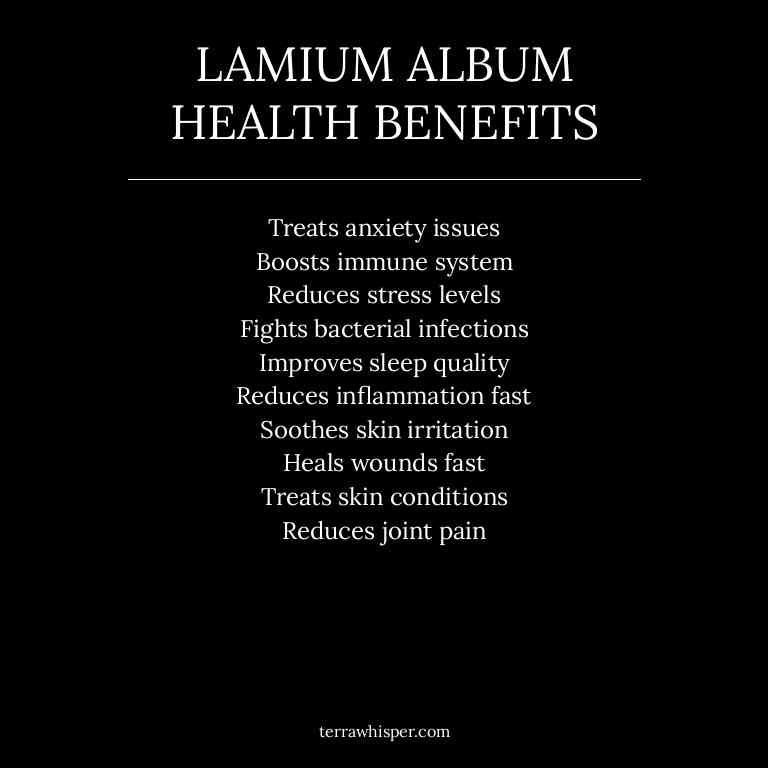 LAMIUM ALBUM
HEALTH BENEFITS
Treats anxiety issues
Boosts immune system
Reduces stress levels
Fights bacterial infections
Improves sleep quality
Reduces inflammation fast
Soothes skin irritation
Heals wounds fast
Treats skin conditions
Reduces joint pain
terrawhisper.com